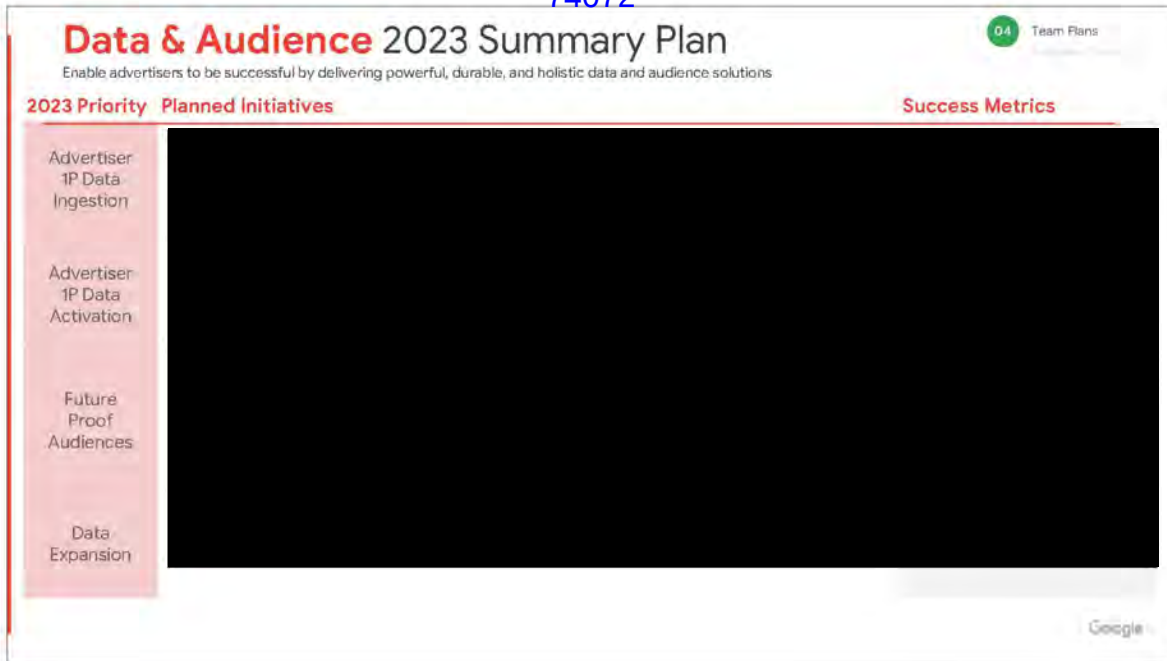 Data & Audience 2023 Summary Plan
04 Team Plans
Enable advertisers to be successful by delivering powerful, durable, and holistic data and audience solutions
2023 Priority Planned Initiatives Success Metrics
Advertiser
1P Data
Ingestion
Advertiser
1P Data
Activation
Future
Proof
Audiences
Data
Expansion
Google